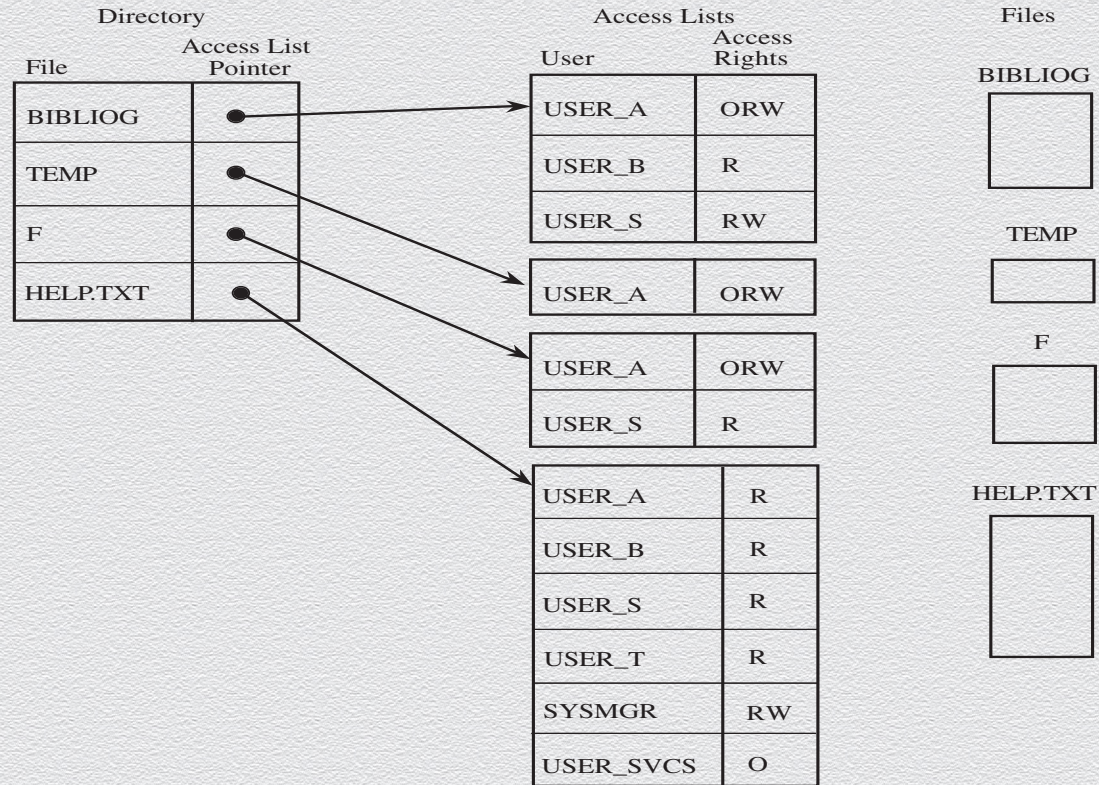 Directory
File
Access List
Pointer
BIBLIOG
TEMP
F
HELP.TXT
Access Lists
User
Access
Rights
USER_A ORW
USER_B R
USER_S RW
USER_A ORW
USER_A ORW
USER_S R
USER_A R
USER_B R
USER_S R
USER_T R
SYSMGR RW
USER_SVCS O
Files
BIBLIOG
TEMP
F
HELP.TXT